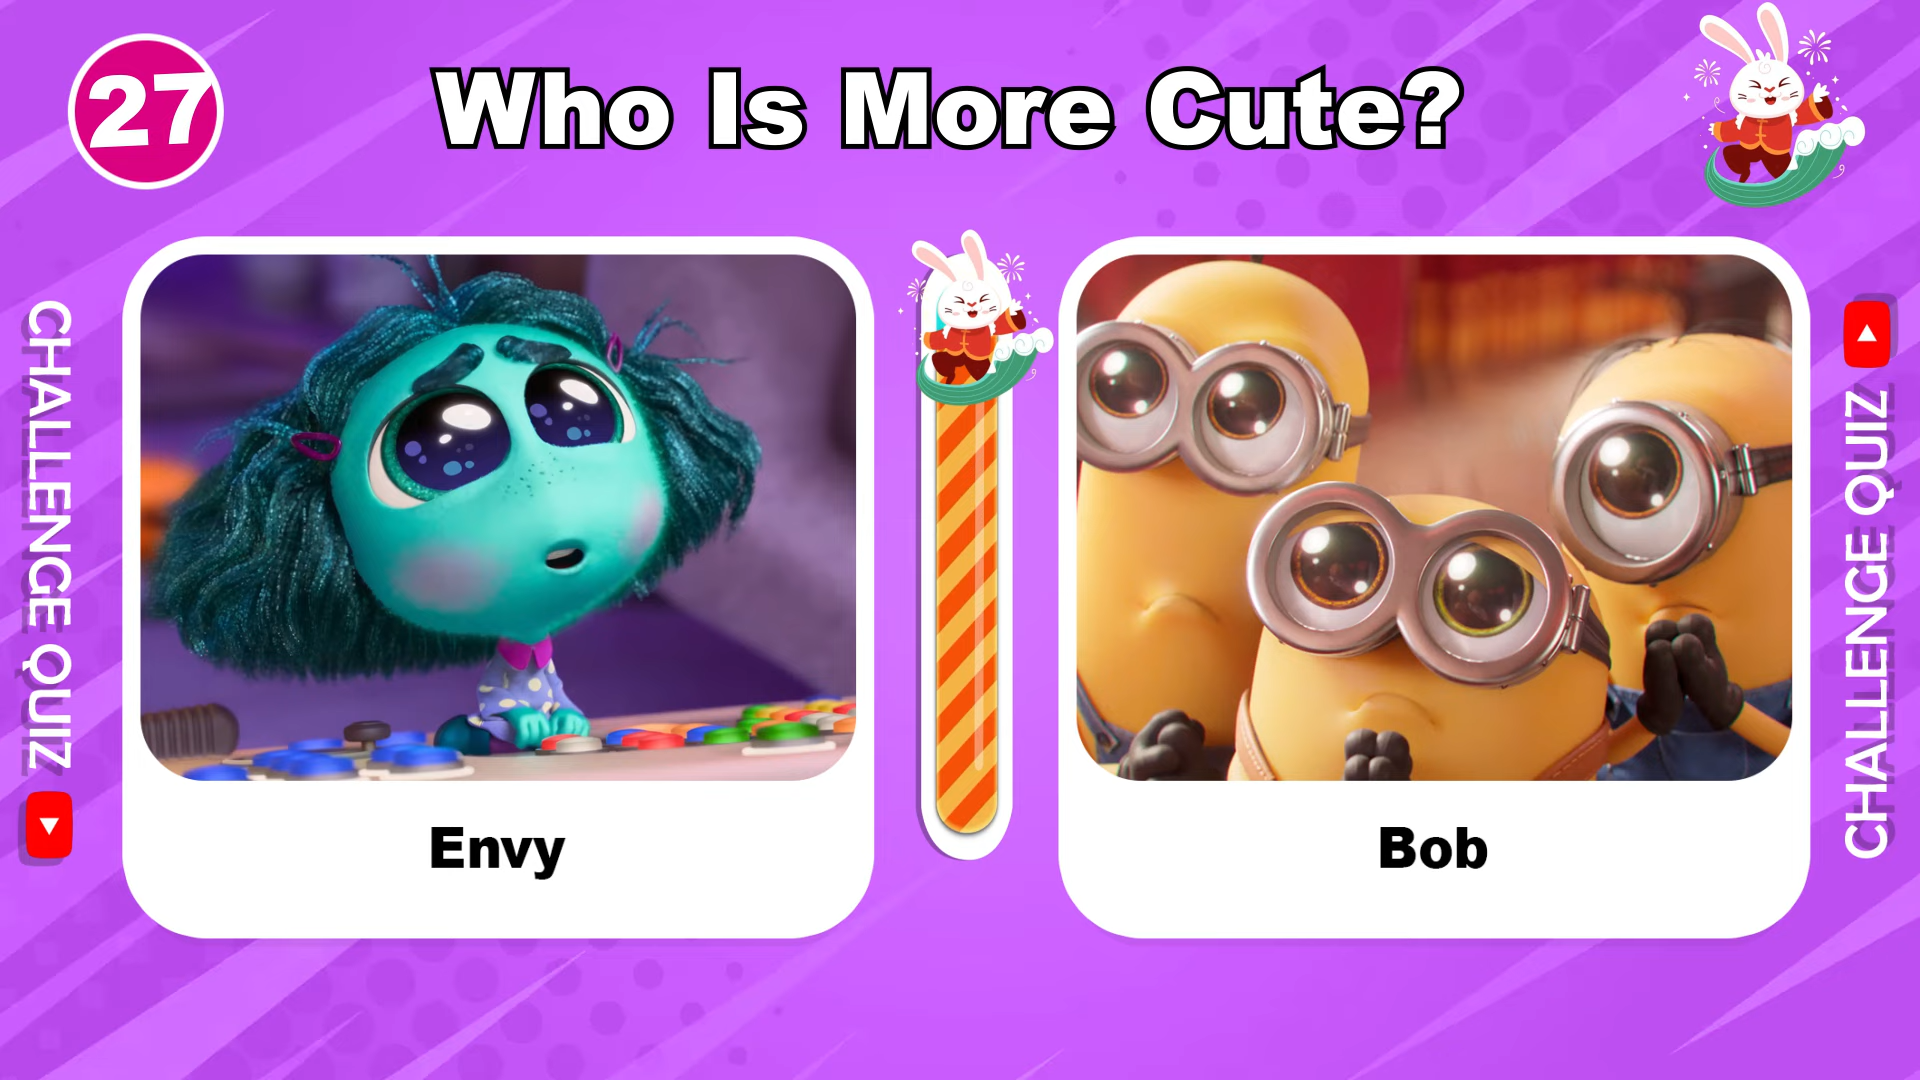 27
Who Is More Cute?
CHALLENGE QUIZ
Envy
Bob
CHALLENGE QUIZ